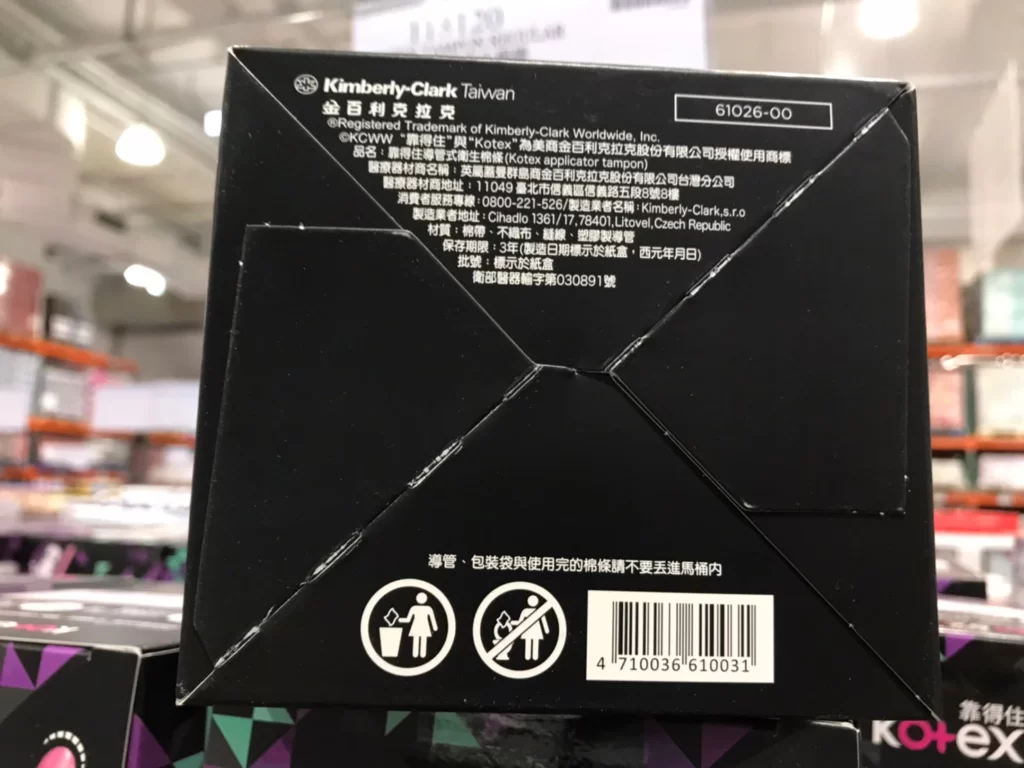 Kimberly-Clark Taiwan
金百利克拉克
61026-00
®Registered Trademark of Kimberly-Clark Worldwide, Inc.
©KCWW "靠得住"與"Kotex"為美商金百利克拉克股份有限公司授權使用商標
品名：靠得住導管式衛生棉條(Kotex applicator tampon)
醫療器材商名稱：英屬蓋曼群島商金百利克拉克股份有限公司台灣分公司
醫療器材商地址：11049 臺北市信義區信義路五段8號8樓
消費者服務專線：0800-221-526/製造業者名稱：Kimberly-Clark,s.r.o
製造業者地址：Cihadlo 1361/17,78401,Litovel,Czech Republic
材質：棉帶、不織布、縫線、塑膠製導管
保存期限：3年(製造日期標示於紙盒，西元年月日)
批號：標示於紙盒
衛部醫器輸字第030891號
導管、包裝袋與使用完的棉條請不要丟進馬桶內
4 710036 610031
靠得住
Kotex